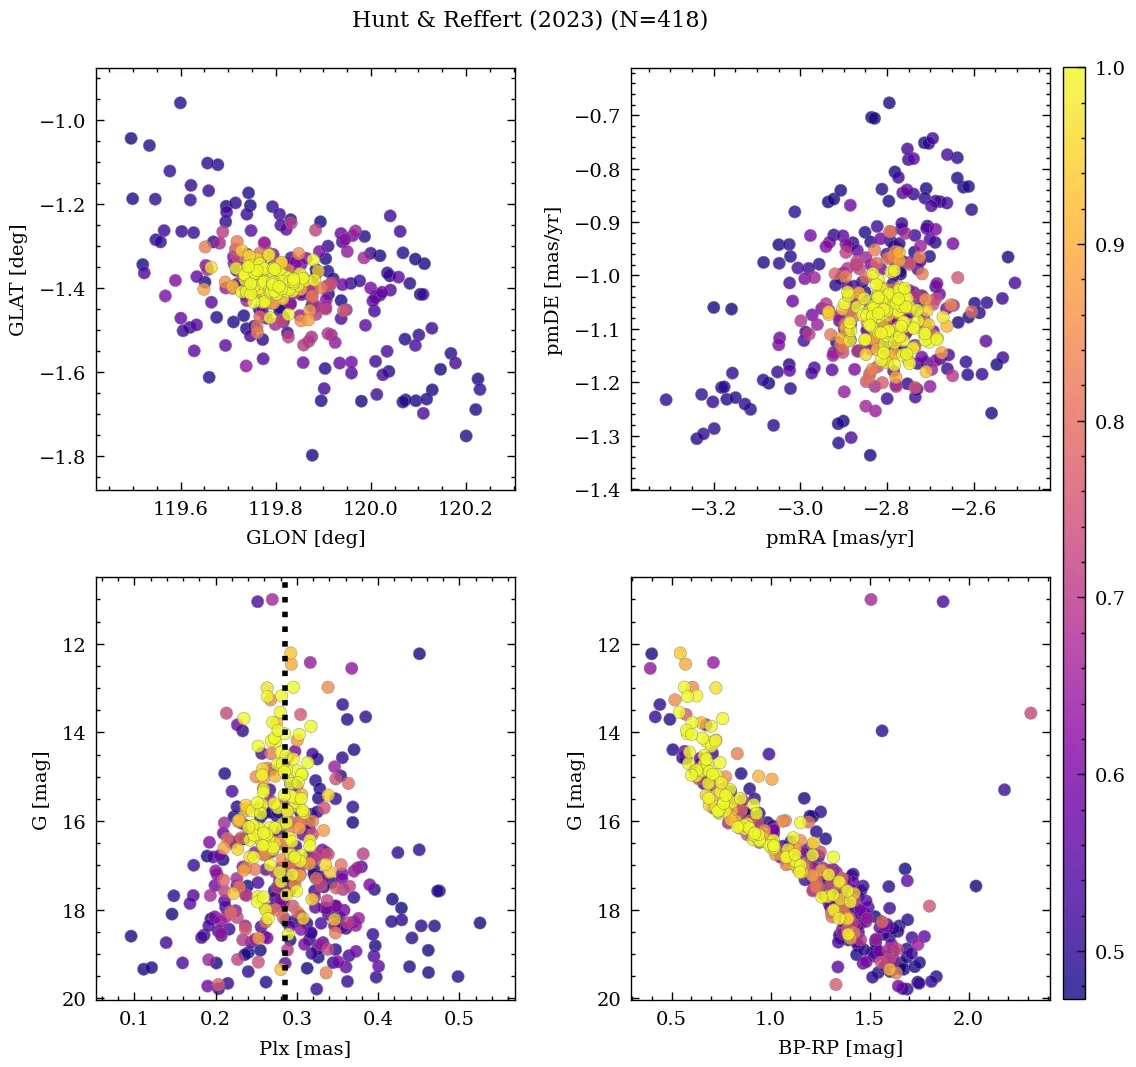 Hunt & Reffert (2023) (N=418)
GLAT [deg]
−1.0
−1.2
−1.4
−1.6
−1.8
119.6 119.8 120.0 120.2
GLON [deg]
pmDE [mas/yr]
−0.7
−0.8
−0.9
−1.0
−1.1
−1.2
−1.3
−1.4
−3.2 −3.0 −2.8 −2.6
pmRA [mas/yr]
1.0
0.9
0.8
0.7
0.6
0.5
G [mag]
12
14
16
18
20
0.1 0.2 0.3 0.4 0.5
Plx [mas]
G [mag]
12
14
16
18
20
0.5 1.0 1.5 2.0
BP-RP [mag]